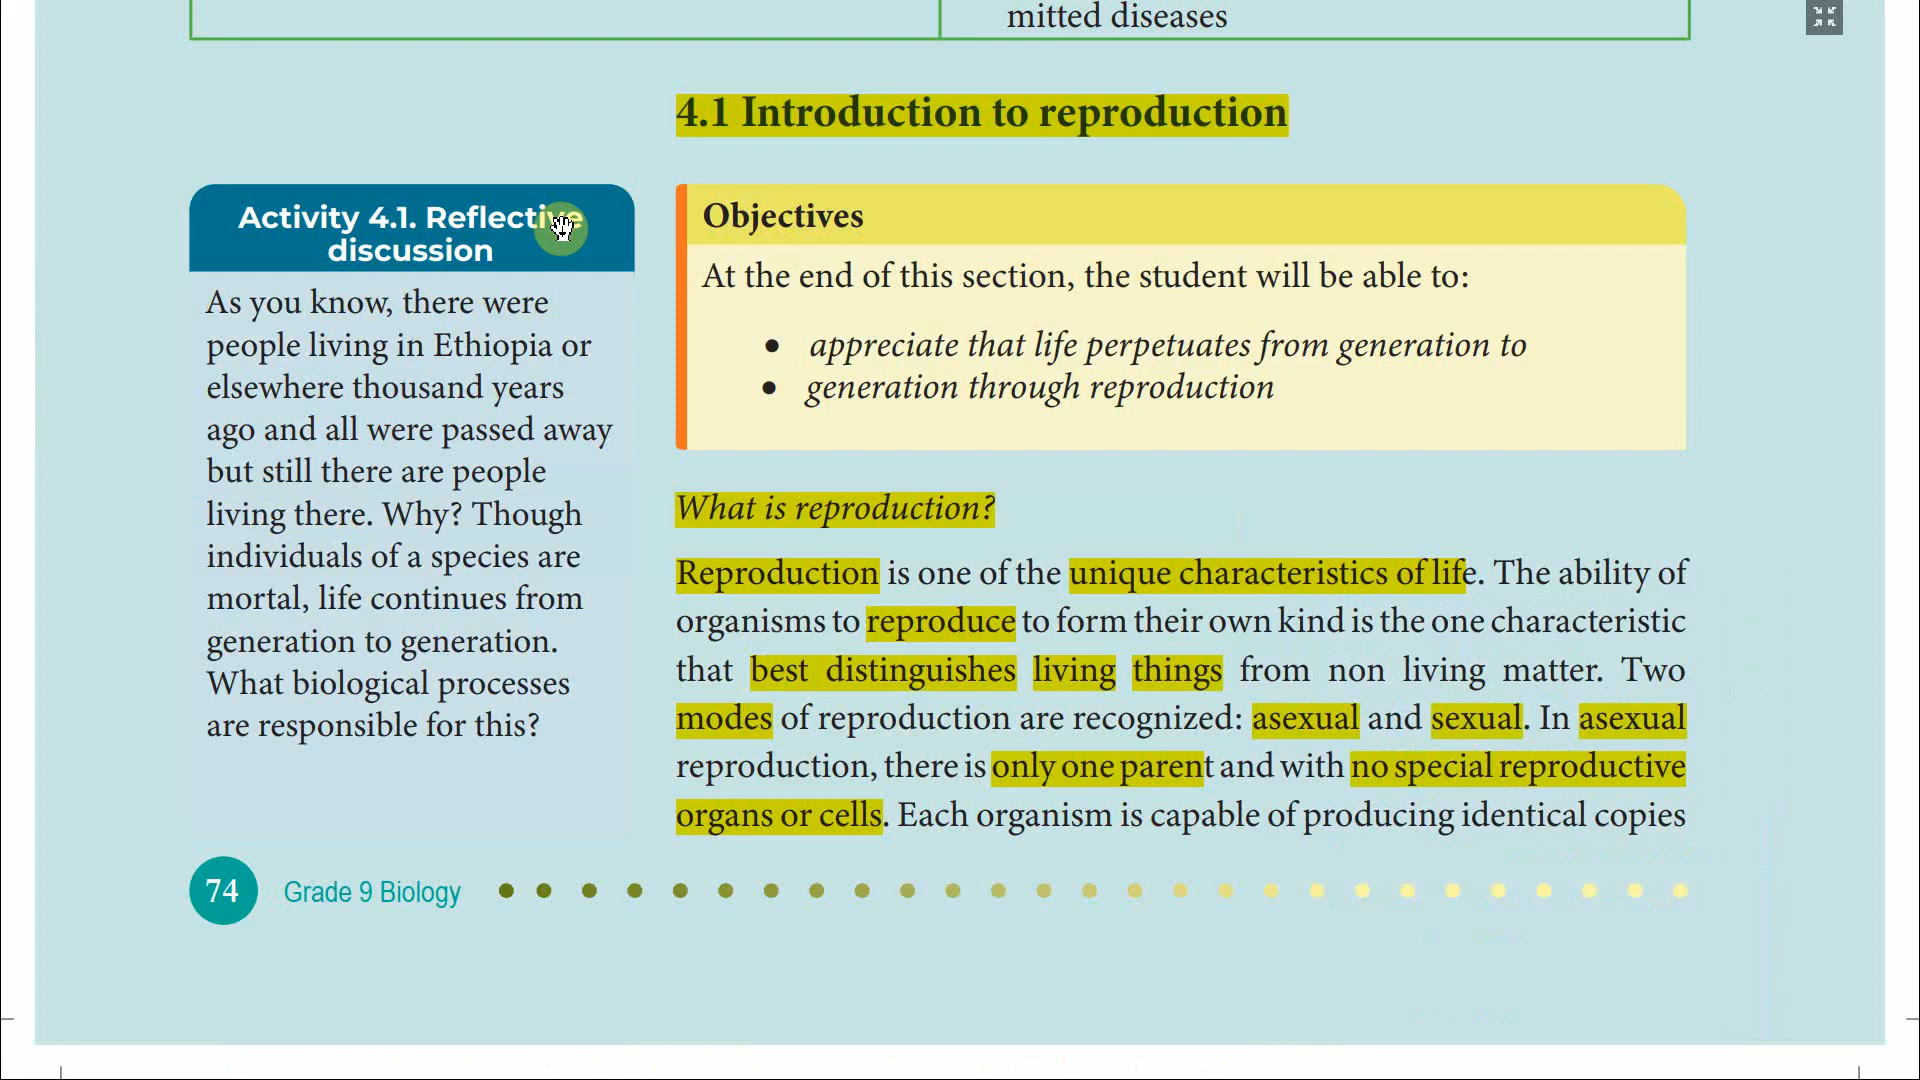 mitted diseases
4.1 Introduction to reproduction
Activity 4.1. Reflective
discussion
As you know, there were
people living in Ethiopia or
elsewhere thousand years
ago and all were passed away
but still there are people
living there. Why? Though
individuals of a species are
mortal, life continues from
generation to generation.
What biological processes
are responsible for this?
Objectives
At the end of this section, the student will be able to:
• appreciate that life perpetuates from generation to
• generation through reproduction
What is reproduction?
Reproduction is one of the unique characteristics of life. The ability of
organisms to reproduce to form their own kind is the one characteristic
that best distinguishes living things from non living matter. Two
modes of reproduction are recognized: asexual and sexual. In asexual
reproduction, there is only one parent and with no special reproductive
organs or cells. Each organism is capable of producing identical copies
74 Grade 9 Biology